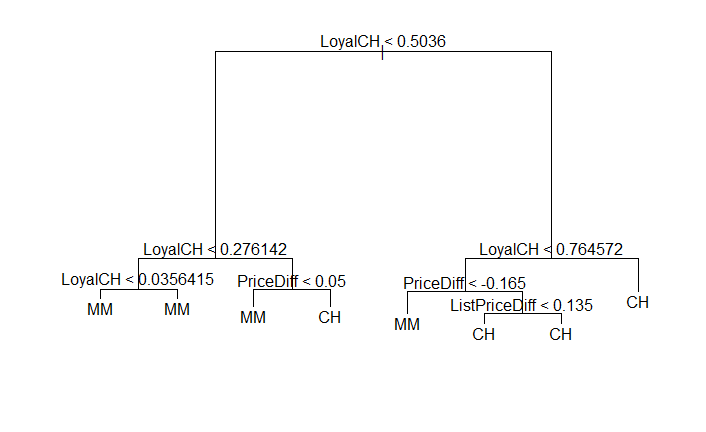 LoyalCH < 0.5036
LoyalCH < 0.276142
LoyalCH < 0.764572
LoyalCH < 0.0356415
PriceDiff < 0.05
PriceDiff < -0.165
MM
MM
MM
CH
MM
ListPriceDiff < 0.135
CH
CH
CH